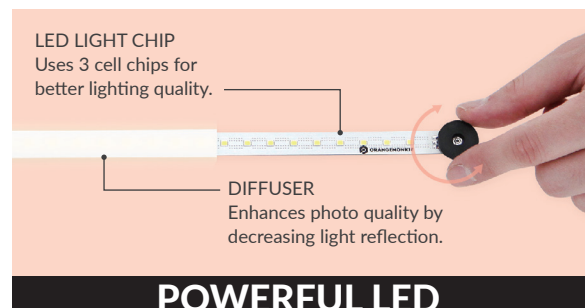 LED LIGHT CHIP
Uses 3 cell chips for
better lighting quality.
ORANGEMONKIE
DIFFUSER
Enhances photo quality by
decreasing light reflection.
POWERFUL LED